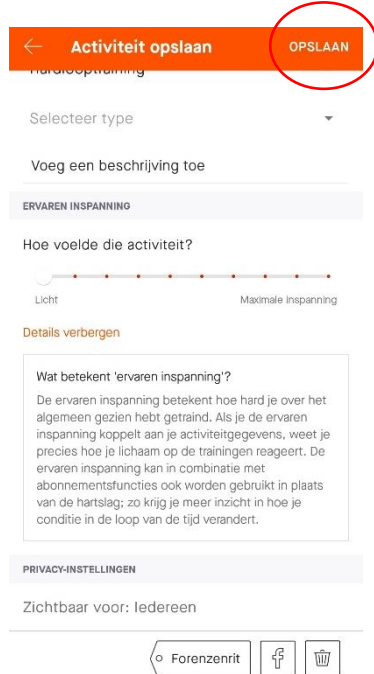 Activiteit opslaan OPSLAAN
Hardlooptraining
Selecteer type
Voeg een beschrijving toe
ERVAREN INSPANNING
Hoe voelde die activiteit?
Licht Maximale inspanning
Details verbergen
Wat betekent 'ervaren inspanning'?
De ervaren inspanning betekent hoe hard je over het
algemeen gezien hebt getraind. Als je de ervaren
inspanning koppelt aan je activiteitgegevens, weet je
precies hoe je lichaam op de trainingen reageert. De
ervaren inspanning kan in combinatie met
abonnementsfuncties ook worden gebruikt in plaats
van de hartslag; zo krijg je meer inzicht in hoe je
conditie in de loop van de tijd verandert.
PRIVACY-INSTELLINGEN
Zichtbaar voor: Iedereen
Forenzenrit